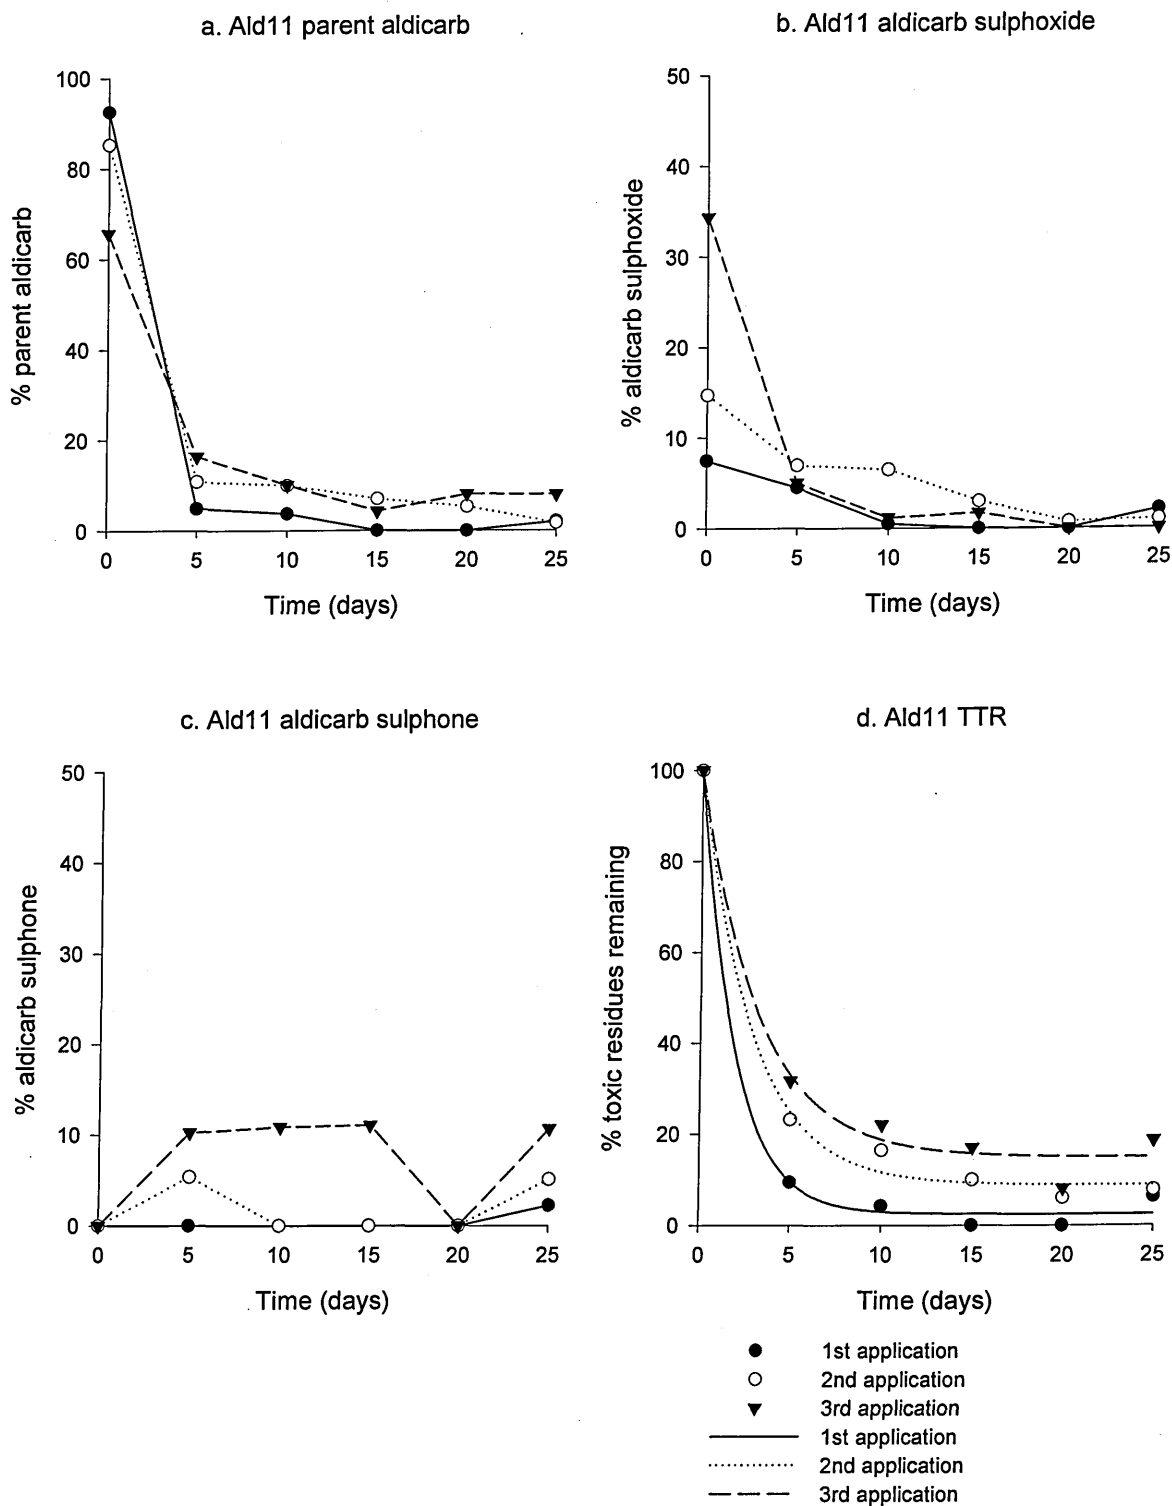 a. Ald11 parent aldicarb
100
80
60
40
20
0
% parent aldicarb
0 5 10 15 20 25
Time (days)
b. Ald11 aldicarb sulphoxide
50
40
30
20
10
0
% aldicarb sulphoxide
0 5 10 15 20 25
Time (days)
c. Ald11 aldicarb sulphone
50
40
30
20
10
0
% aldicarb sulphone
0 5 10 15 20 25
Time (days)
d. Ald11 TTR
100
80
60
40
20
0
% toxic residues remaining
0 5 10 15 20 25
Time (days)
1st application
2nd application
3rd application
1st application
2nd application
3rd application